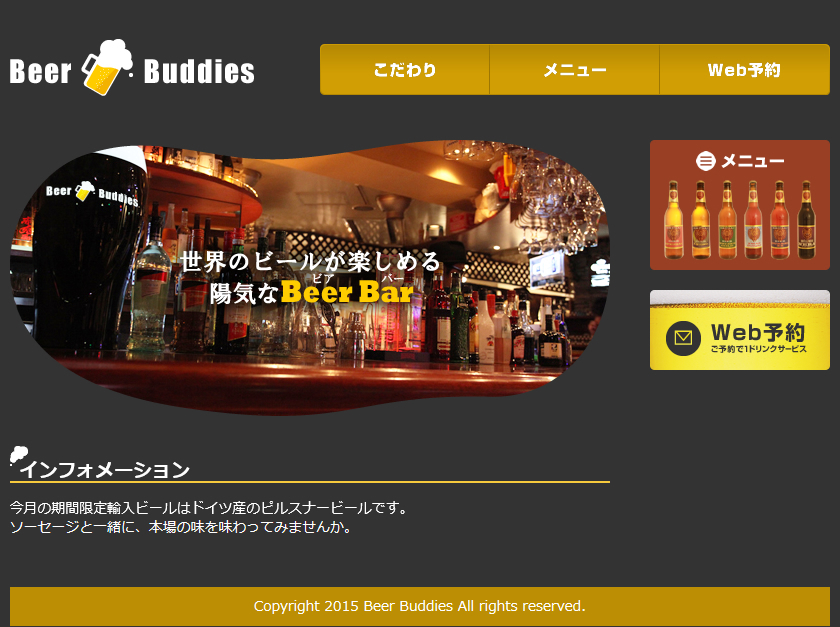 Beer Buddies
こだわり
メニュー
Web予約
Beer Buddies
世界のビールが楽しめる
ビア バー
陽気なBeer Bar
メニュー
Web予約
ご予約で1ドリンクサービス
インフォメーション
今月の期間限定輸入ビールはドイツ産のピルスナービールです。
ソーセージと一緒に、本場の味を味わってみませんか。
Copyright 2015 Beer Buddies All rights reserved.